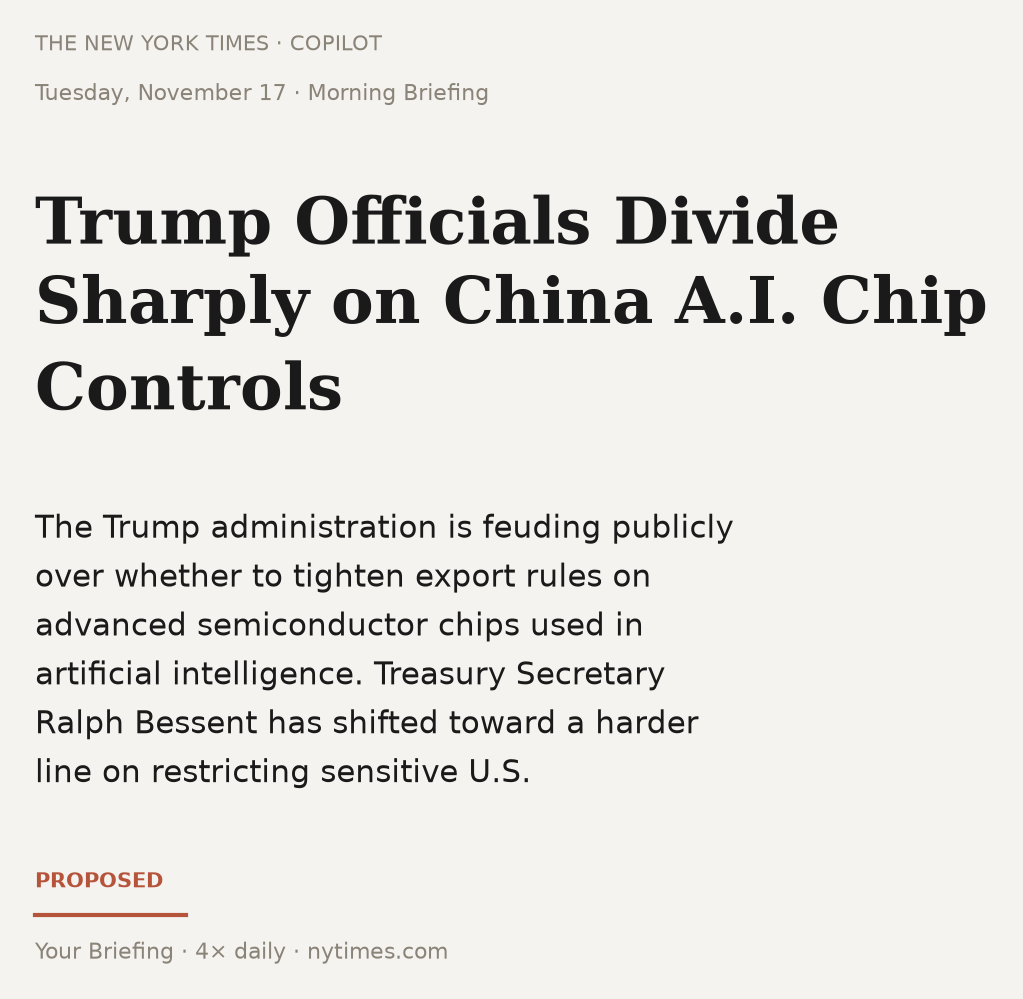 THE NEW YORK TIMES · COPILOT
Tuesday, November 17 · Morning Briefing
Trump Officials Divide
Sharply on China A.I. Chip
Controls
The Trump administration is feuding publicly
over whether to tighten export rules on
advanced semiconductor chips used in
artificial intelligence. Treasury Secretary
Ralph Bessent has shifted toward a harder
line on restricting sensitive U.S.
PROPOSED
Your Briefing · 4× daily · nytimes.com